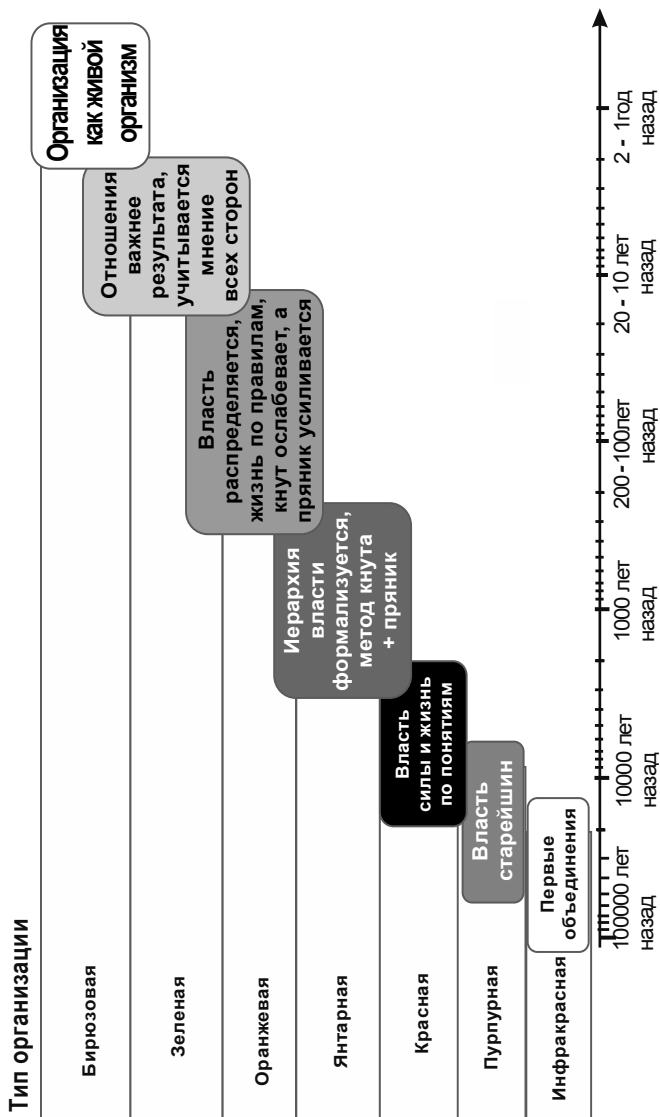 Тип организации
Бирюзовая
Организация
как живой
организм
Зеленая
Отношения
важнее
результата,
учитывается
мнение
всех сторон
Оранжевая
Власть
распределяется,
жизнь по правилам,
кнут ослабевает, а
пряник усиливается
Янтарная
Иерархия
власти
формализуется,
метод кнута
+ пряник
Красная
Власть
силы и жизнь
по понятиям
Пурпурная
Власть
старейшин
Инфракрасная
Первые
объединения
100000 лет
назад
10000 лет
назад
1000 лет
назад
200-100лет
назад
20 - 10 лет
назад
2 - 1год
назад